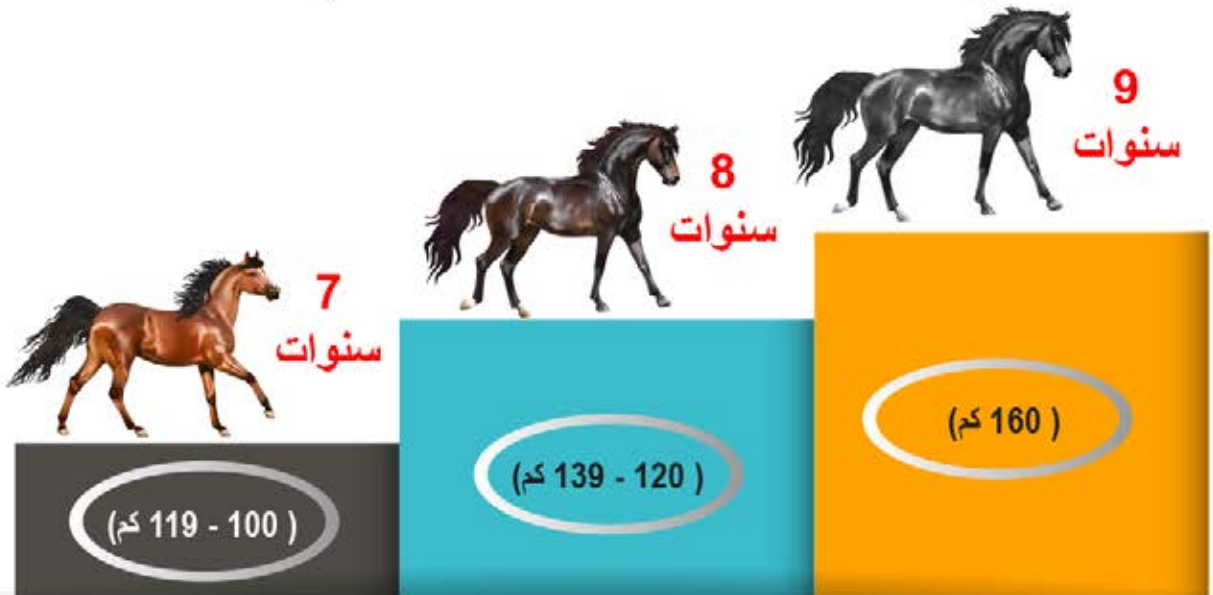 9
سنوات
8
سنوات
7
سنوات
( 160 كم)
( 120 - 139 كم)
( 100 - 119 كم)